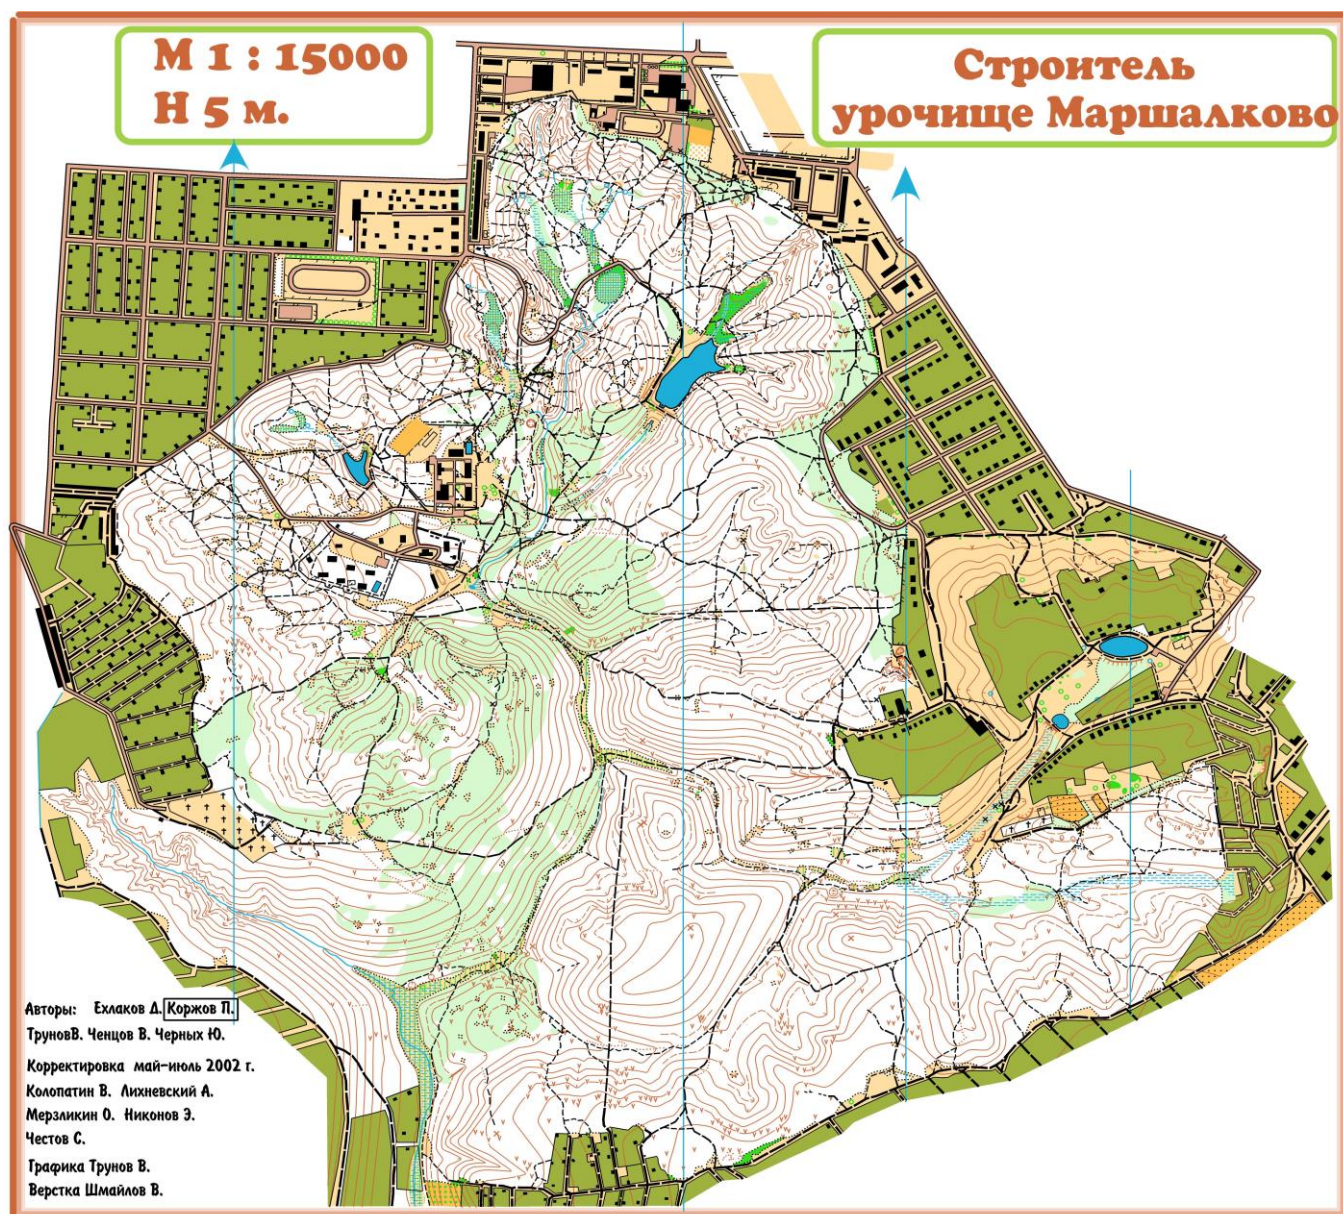 М 1 : 15000
Н 5 м.
Строитель
урочище Маршалково
Авторы: Ехлаков Д. Коржов П.
ТруновВ. Ченцов В. Черных Ю.
Корректировка май-июль 2002 г.
Колопатин В. Лихневский А.
Мерзликин О. Никонов Э.
Честов С.
Графика Трунов В.
Верстка Шмайлов В.